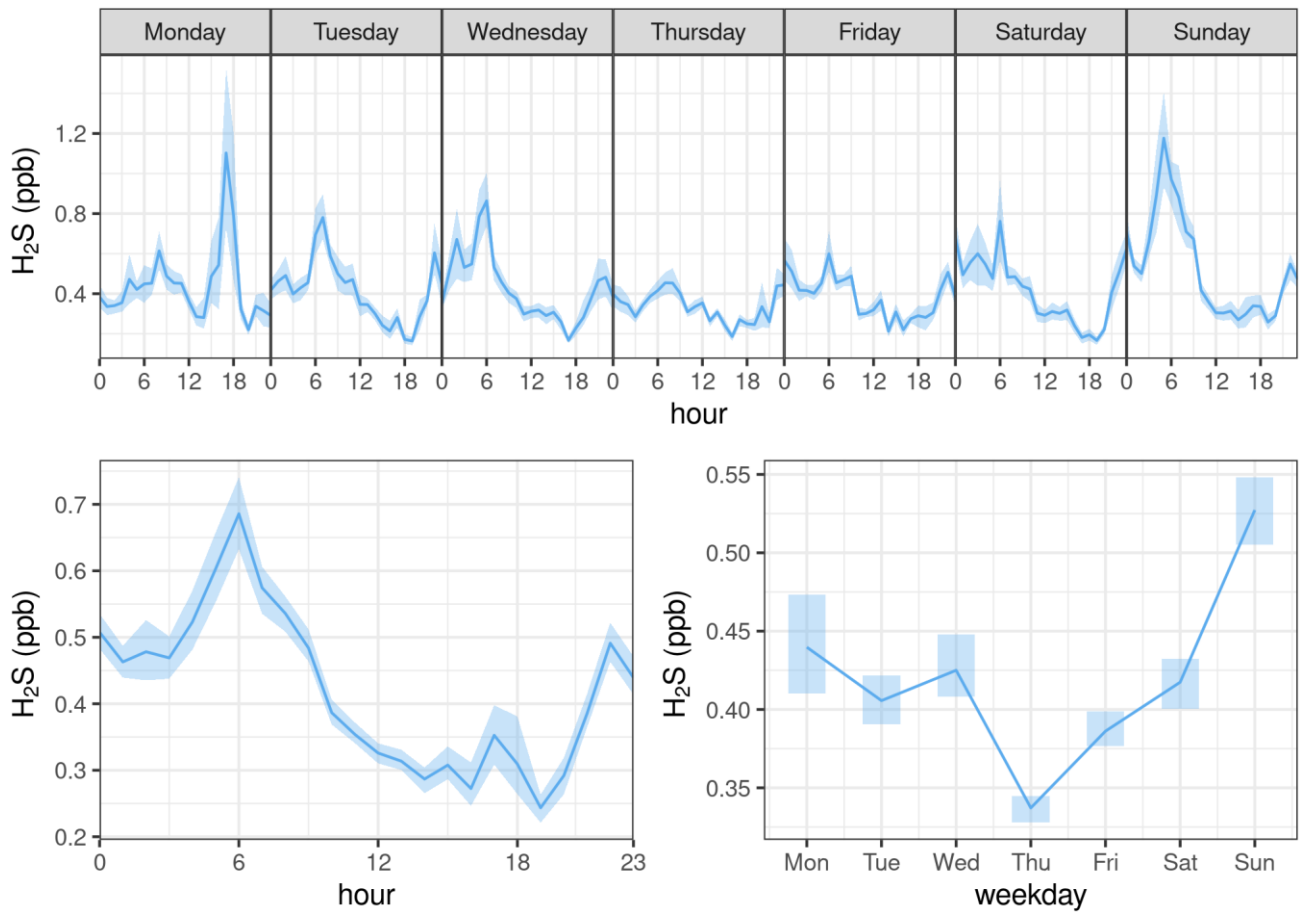 Monday Tuesday Wednesday Thursday Friday Saturday Sunday
H₂S (ppb)
1.2
0.8
0.4
0 6 12 18 0 6 12 18 0 6 12 18 0 6 12 18 0 6 12 18 0 6 12 18 0 6 12 18
hour
H₂S (ppb)
0.7
0.6
0.5
0.4
0.3
0.2
0 6 12 18 23
hour
H₂S (ppb)
0.55
0.50
0.45
0.40
0.35
Mon Tue Wed Thu Fri Sat Sun
weekday